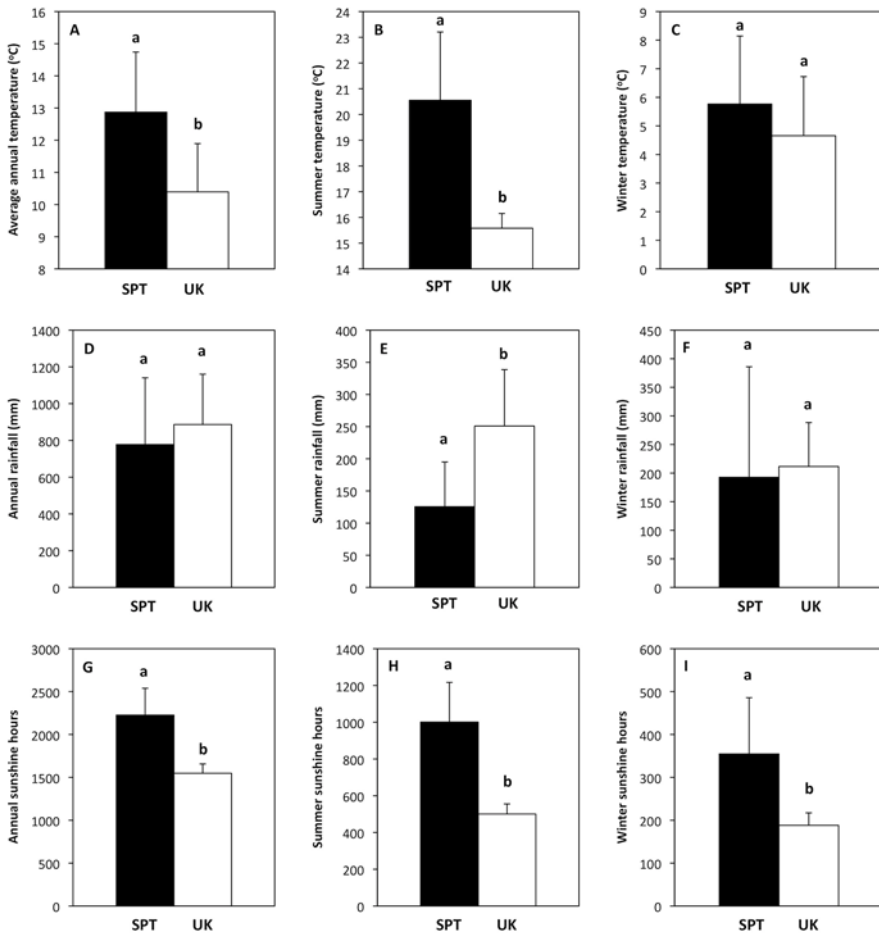 A
Average annual temperature (°C)
16
15
14
13
12
11
10
9
8
a
b
SPT
UK
B
Summer temperature (°C)
24
23
22
21
20
19
18
17
16
15
14
a
b
SPT
UK
C
Winter temperature (°C)
9
8
7
6
5
4
3
2
1
0
a
a
SPT
UK
D
Annual rainfall (mm)
1400
1200
1000
800
600
400
200
0
a
a
SPT
UK
E
Summer rainfall (mm)
400
350
300
250
200
150
100
50
0
a
b
SPT
UK
F
Winter rainfall (mm)
450
400
350
300
250
200
150
100
50
0
a
a
SPT
UK
G
Annual sunshine hours
3000
2500
2000
1500
1000
500
0
a
b
SPT
UK
H
Summer sunshine hours
1400
1200
1000
800
600
400
200
0
a
b
SPT
UK
I
Winter sunshine hours
600
500
400
300
200
100
0
a
b
SPT
UK